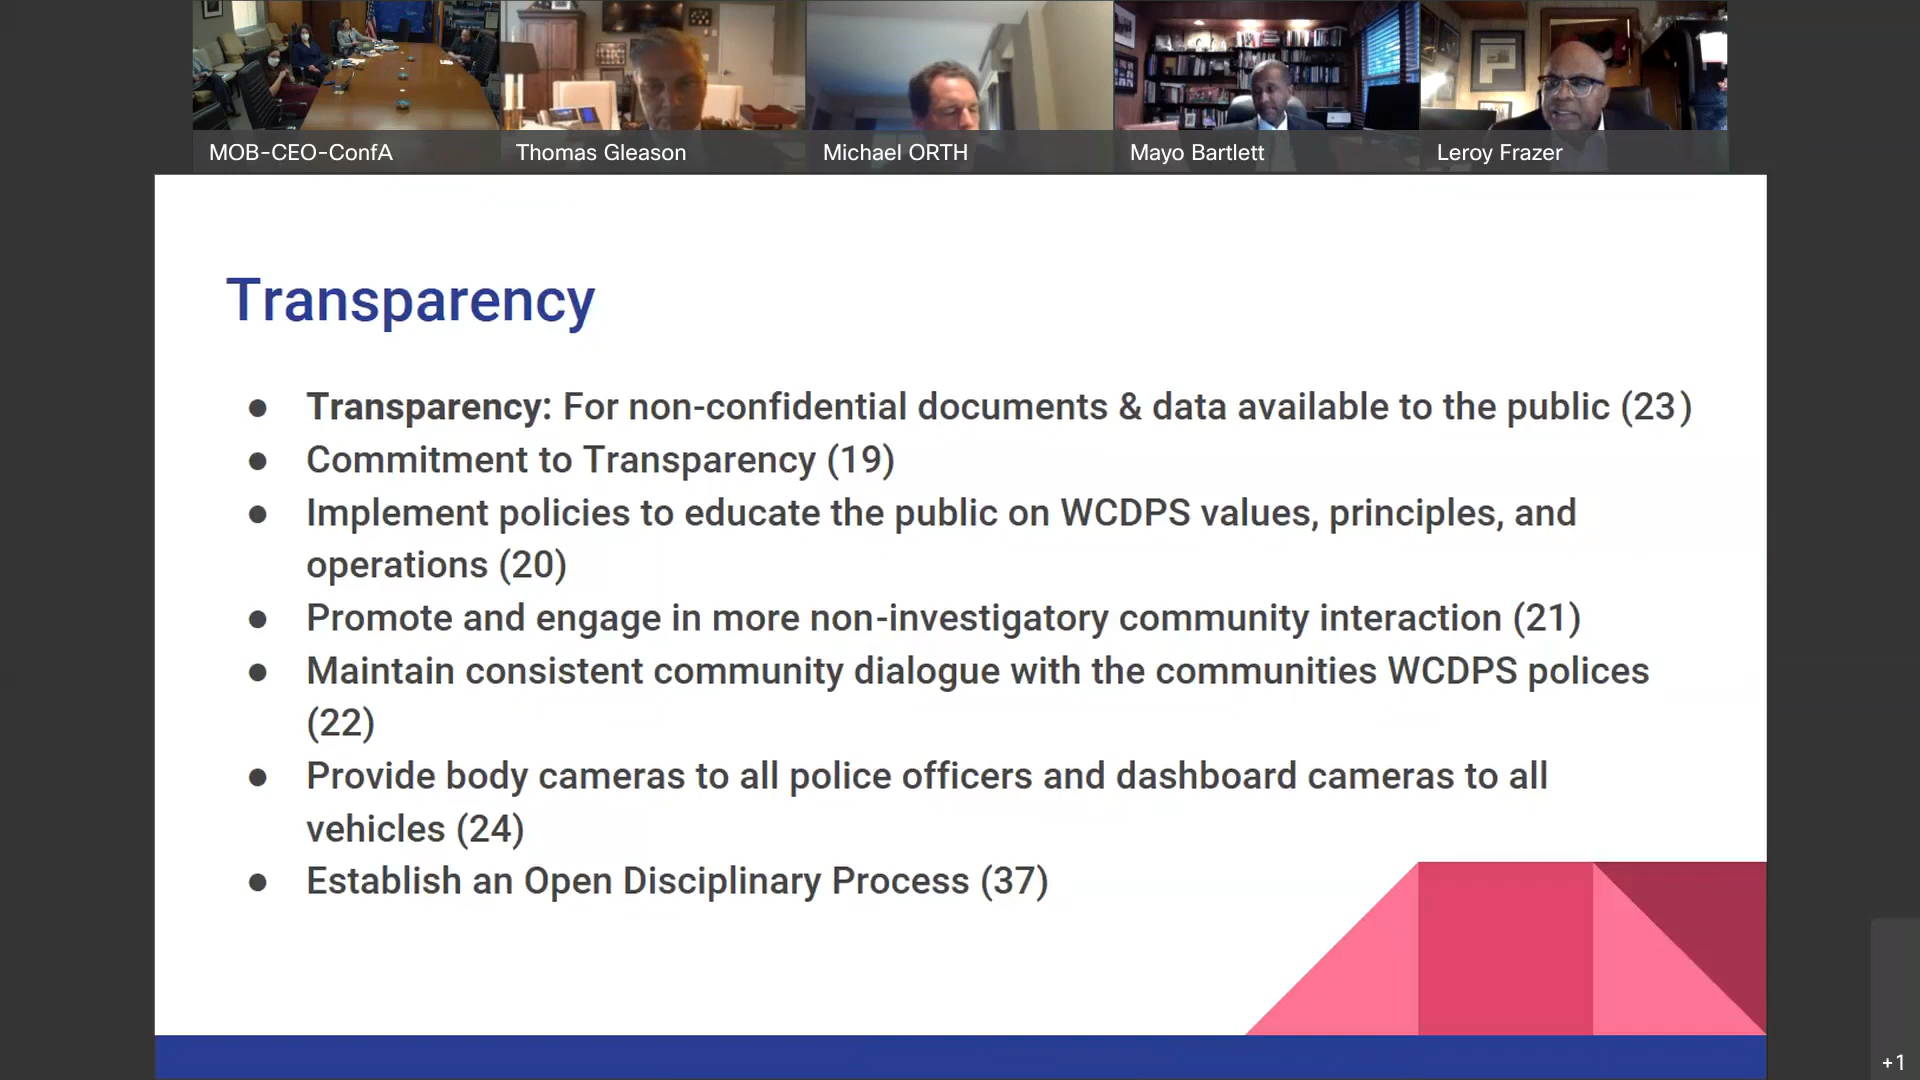 MOB-CEO-ConfA
Thomas Gleason
Michael ORTH
Mayo Bartlett
Leroy Frazer
Transparency
● Transparency: For non-confidential documents & data available to the public (23)
● Commitment to Transparency (19)
● Implement policies to educate the public on WCDPS values, principles, and
operations (20)
● Promote and engage in more non-investigatory community interaction (21)
● Maintain consistent community dialogue with the communities WCDPS polices
(22)
● Provide body cameras to all police officers and dashboard cameras to all
vehicles (24)
● Establish an Open Disciplinary Process (37)
+1